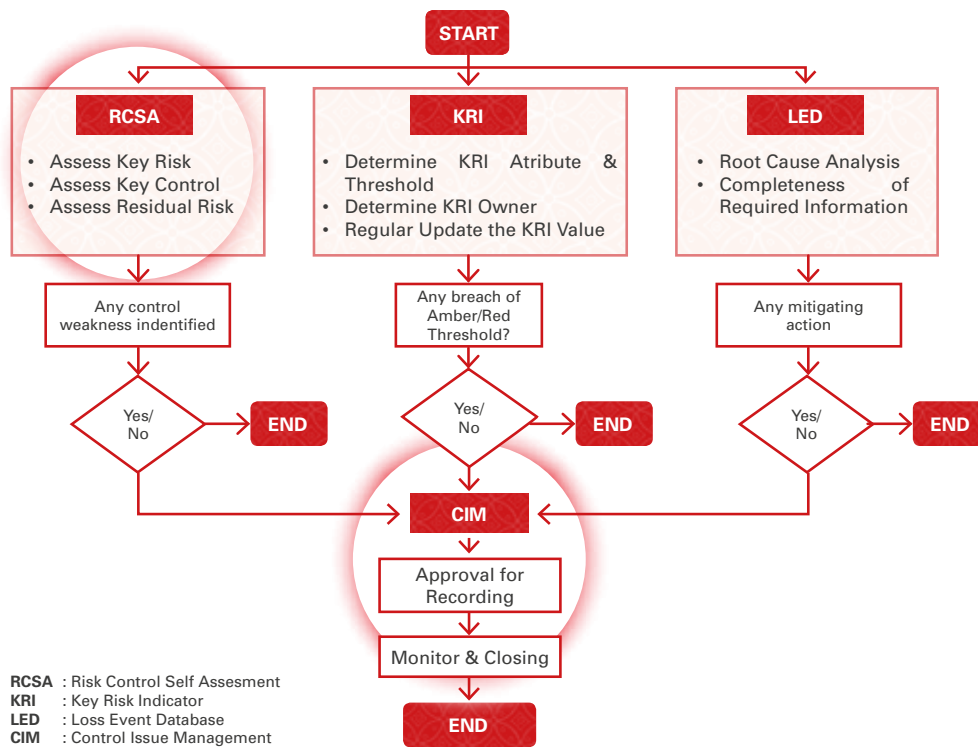 START
RCSA
• Assess Key Risk
• Assess Key Control
• Assess Residual Risk
KRI
• Determine KRI Atribute &
Threshold
• Determine KRI Owner
• Regular Update the KRI Value
LED
• Root Cause Analysis
• Completeness of
Required Information
Any control
weakness indentified
Any breach of
Amber/Red
Threshold?
Any mitigating
action
Yes/
No
END
Yes/
No
END
Yes/
No
END
CIM
Approval for
Recording
Monitor & Closing
END
RCSA : Risk Control Self Assesment
KRI : Key Risk Indicator
LED : Loss Event Database
CIM : Control Issue Management